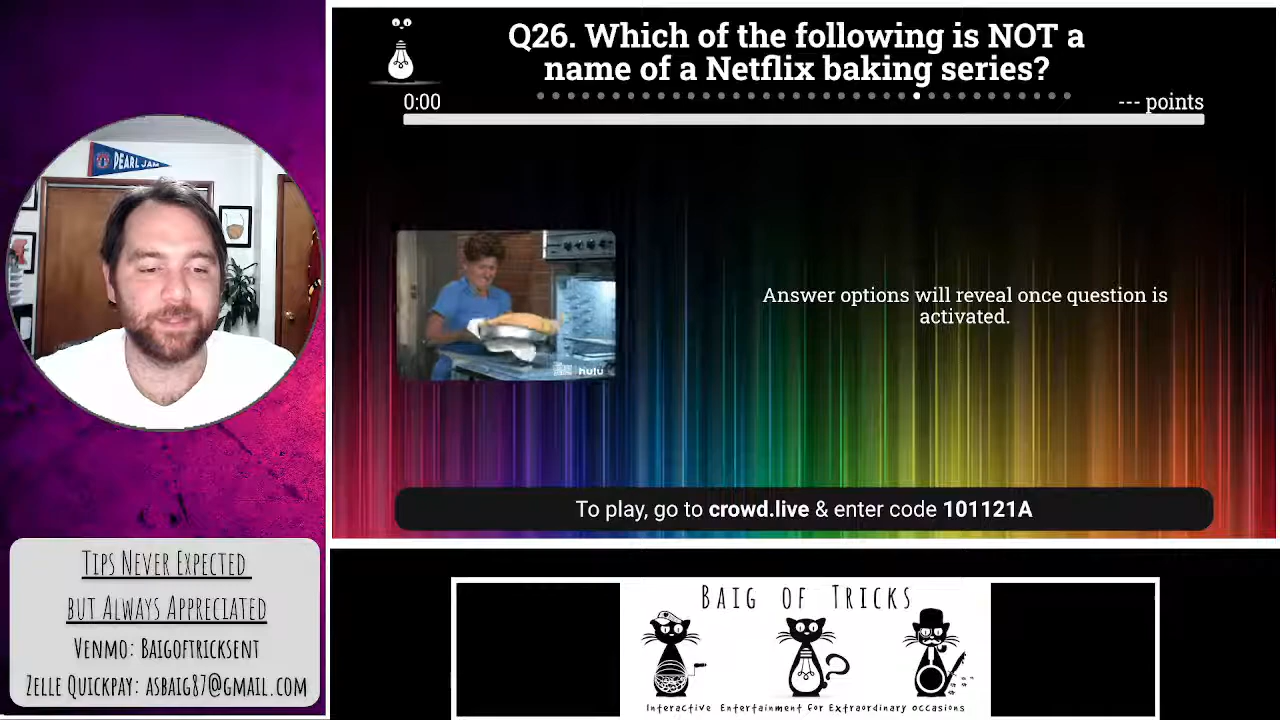 PEARL JAM
Tips Never Expected
but Always Appreciated
Venmo: Baigoftricksent
Zelle Quickpay: asbaig87@gmail.com
Q26. Which of the following is NOT a
name of a Netflix baking series?
0:00
--- points
hulu
Answer options will reveal once question is
activated.
To play, go to crowd.live & enter code 101121A
Baig of Tricks
Interactive Entertainment for Extraordinary Occasions